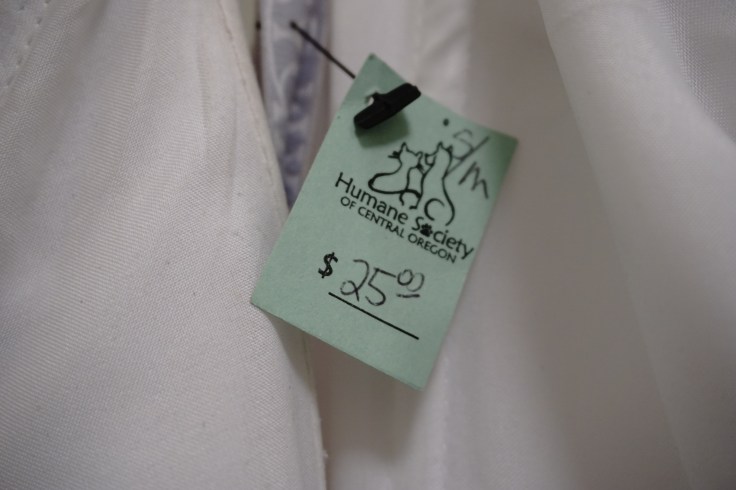 S/M
Humane Society
OF CENTRAL OREGON
$ 25.00